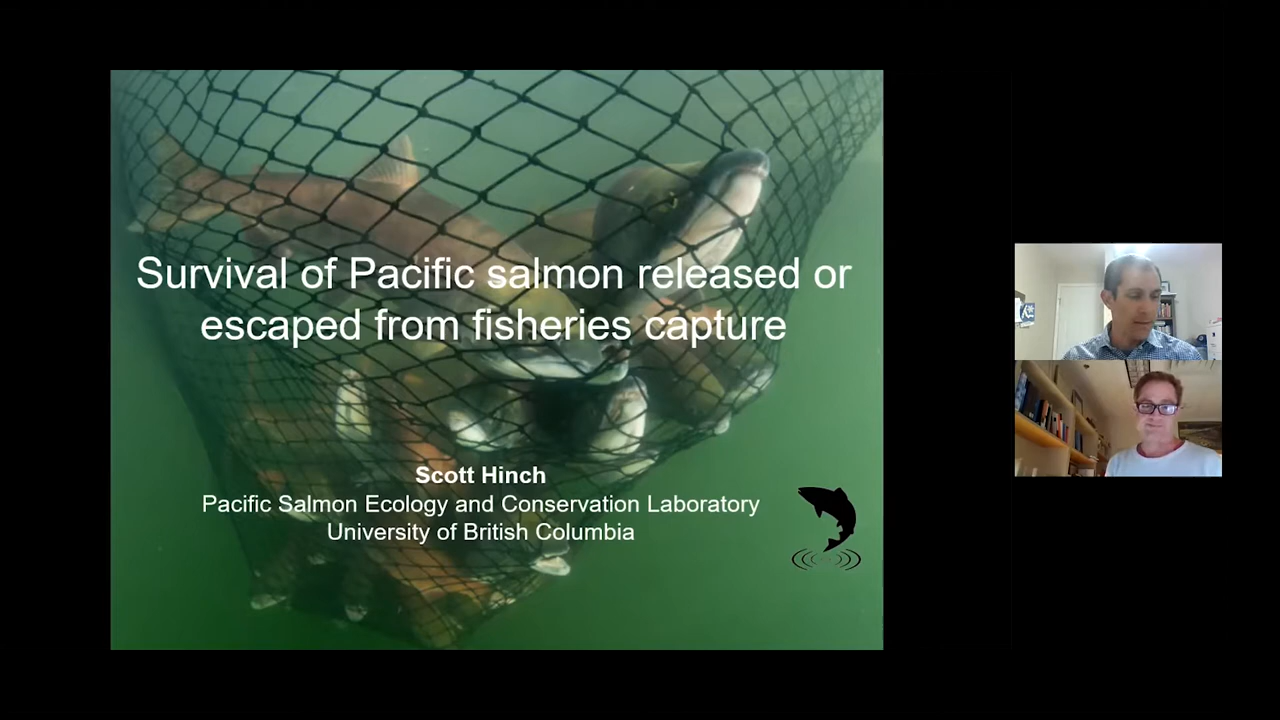 Survival of Pacific salmon released or
escaped from fisheries capture
Scott Hinch
Pacific Salmon Ecology and Conservation Laboratory
University of British Columbia